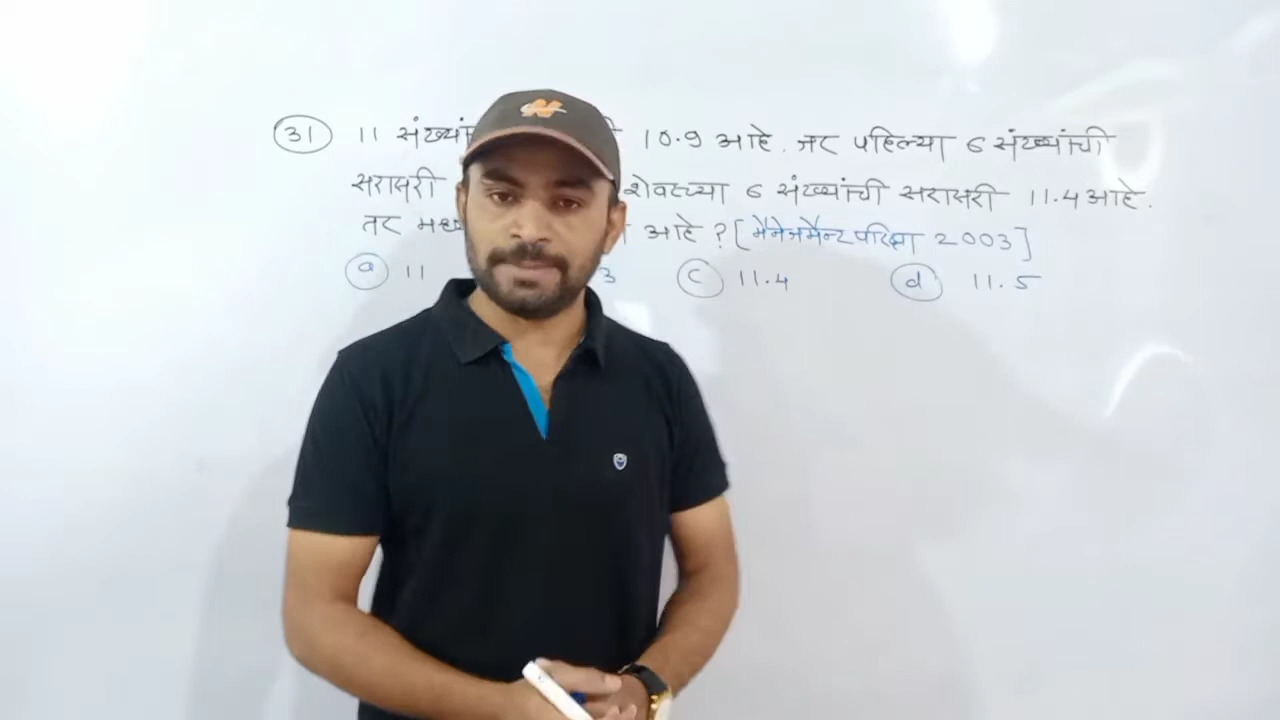 31 11 10.9 आहे. जर पहिल्या 6 संख्यांची
सरासरी शेवटच्या 6 संख्यांची सरासरी 11.4 आहे.
तर आहे ? [मॅनेजमॅन्ट परिक्षा 2003]
a 11 3 c 11.4 d 11.5